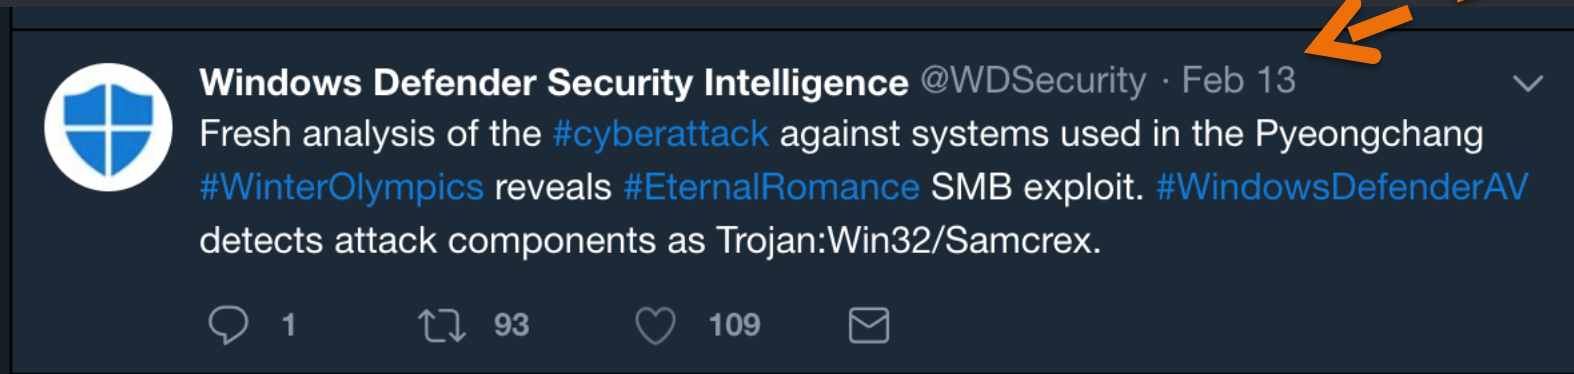 Windows Defender Security Intelligence @WDSecurity · Feb 13
Fresh analysis of the #cyberattack against systems used in the Pyeongchang
#WinterOlympics reveals #EternalRomance SMB exploit. #WindowsDefenderAV
detects attack components as Trojan:Win32/Samcrex.
1 93 109